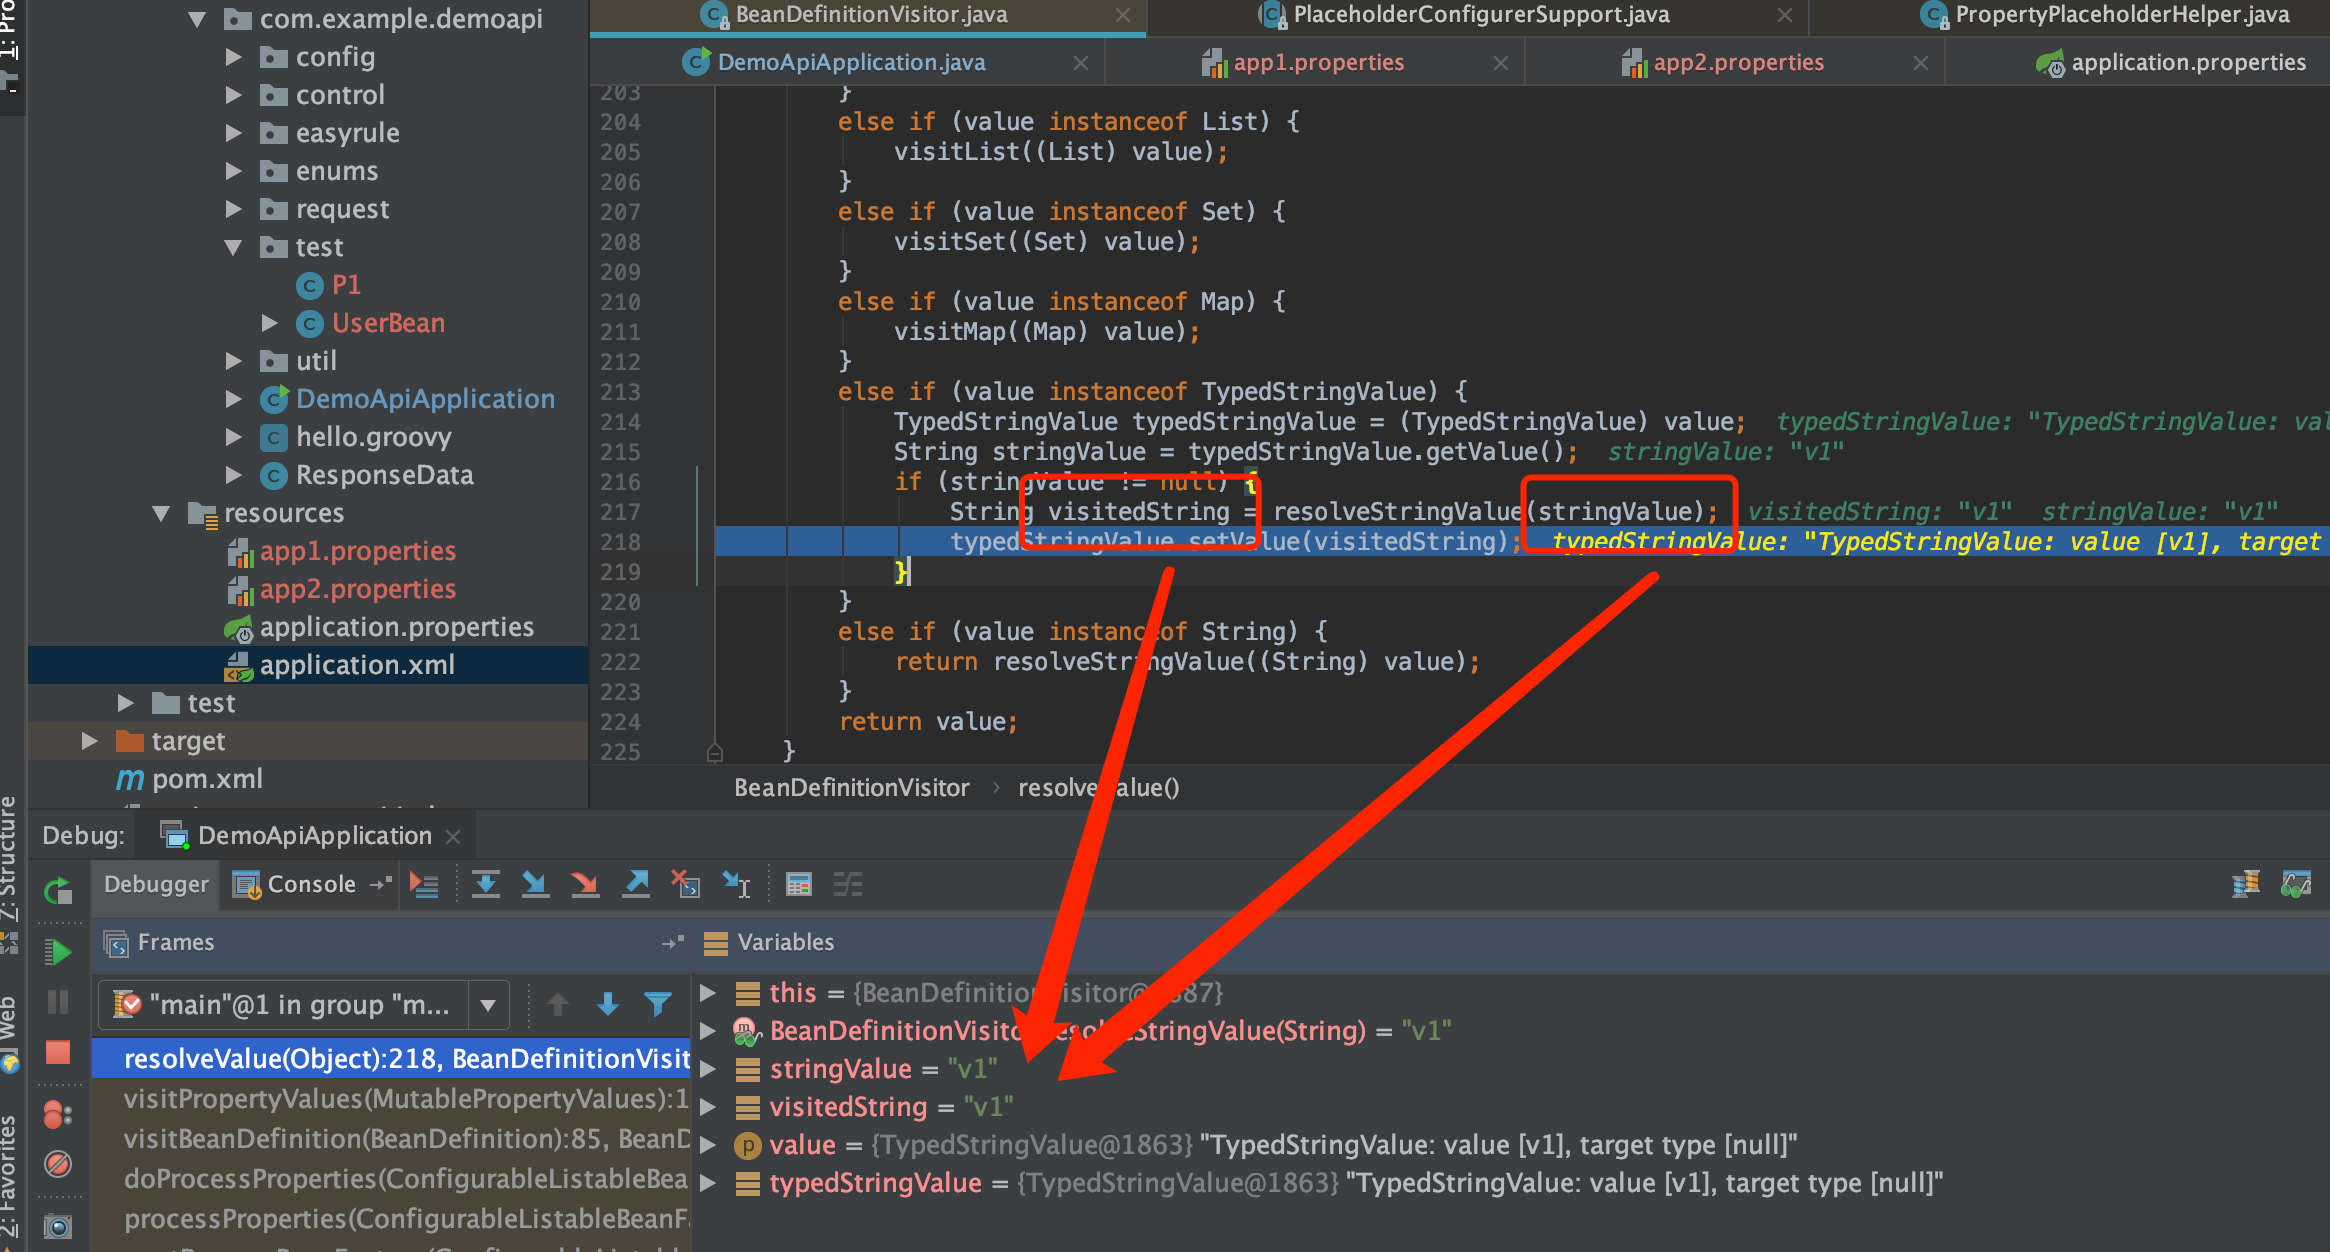 1: Pro
com.example.demoapi
config
control
easyrule
enums
request
test
P1
UserBean
util
DemoApiApplication
hello.groovy
ResponseData
resources
app1.properties
app2.properties
application.properties
application.xml
test
target
pom.xml
BeanDefinitionVisitor.java
PlaceholderConfigurerSupport.java
PropertyPlaceholderHelper.java
DemoApiApplication.java
app1.properties
app2.properties
application.properties
203 }
204 else if (value instanceof List) {
205 visitList((List) value);
206 }
207 else if (value instanceof Set) {
208 visitSet((Set) value);
209 }
210 else if (value instanceof Map) {
211 visitMap((Map) value);
212 }
213 else if (value instanceof TypedStringValue) {
214 TypedStringValue typedStringValue = (TypedStringValue) value; typedStringValue: "TypedStringValue: val
215 String stringValue = typedStringValue.getValue(); stringValue: "v1"
216 if (stringValue != null) {
217 String visitedString = resolveStringValue(stringValue); visitedString: "v1" stringValue: "v1"
218 typedStringValue.setValue(visitedString); typedStringValue: "TypedStringValue: value [v1], target
219 }
220 }
221 else if (value instanceof String) {
222 return resolveStringValue((String) value);
223 }
224 return value;
225 }
BeanDefinitionVisitor › resolveValue()
7: Structure
Web
2: Favorites
Debug: DemoApiApplication
Debugger Console
Frames
"main"@1 in group "m...
resolveValue(Object):218, BeanDefinitionVisit
visitPropertyValues(MutablePropertyValues):1
visitBeanDefinition(BeanDefinition):85, BeanD
doProcessProperties(ConfigurableListableBea
processProperties(ConfigurableListableBeanF
Variables
this = {BeanDefinitionVisitor@1887}
BeanDefinitionVisitor.resolveStringValue(String) = "v1"
stringValue = "v1"
visitedString = "v1"
value = {TypedStringValue@1863} "TypedStringValue: value [v1], target type [null]"
typedStringValue = {TypedStringValue@1863} "TypedStringValue: value [v1], target type [null]"